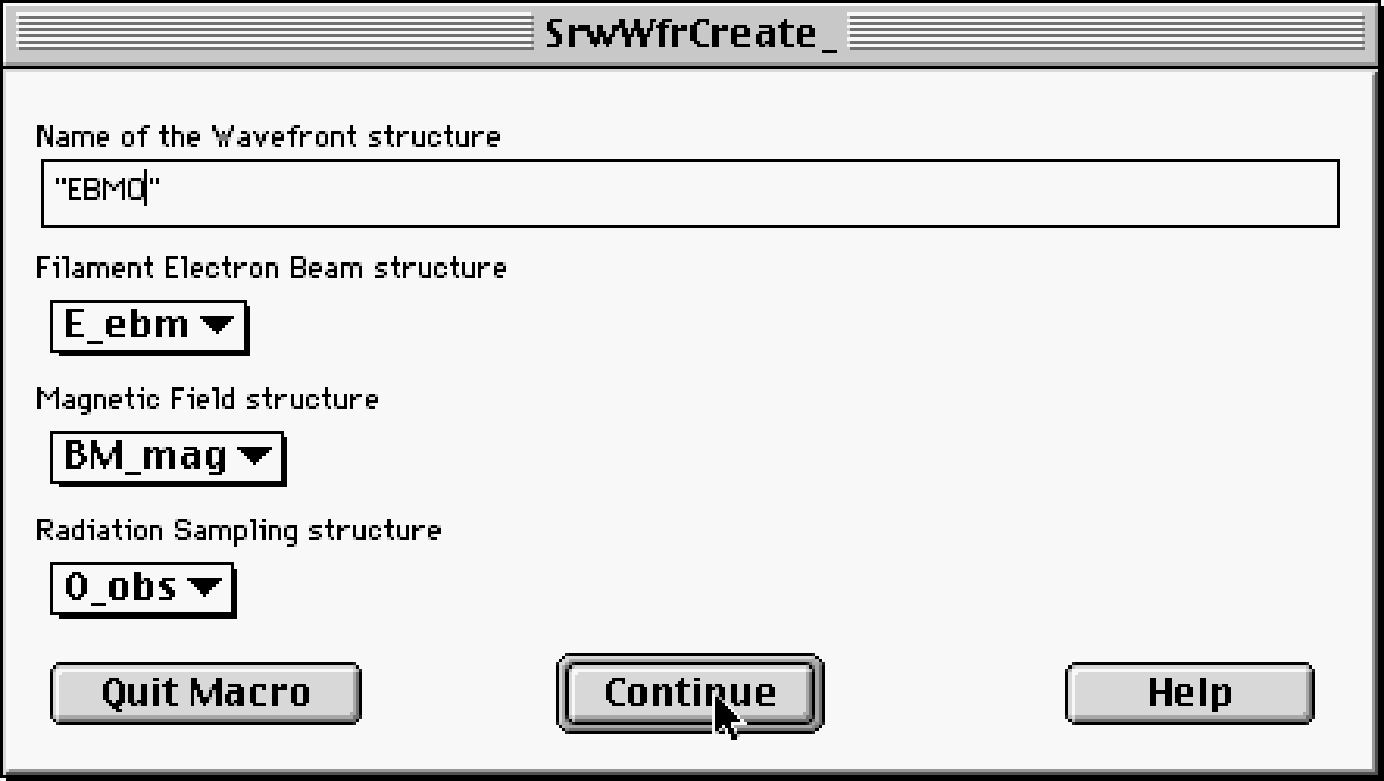 SrwWfrCreate_
Name of the Wavefront structure
"EBMO"
Filament Electron Beam structure
E_ebm
Magnetic Field structure
BM_mag
Radiation Sampling structure
O_obs
Quit Macro Continue Help